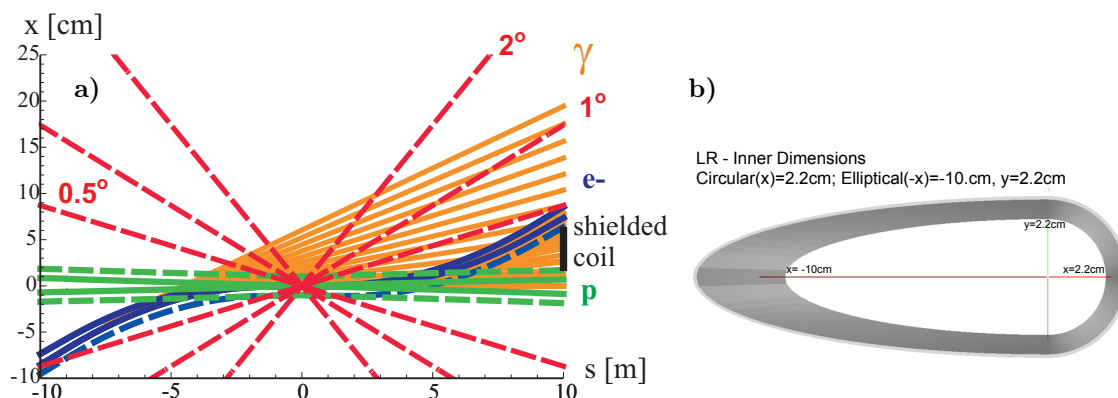 x [cm]
25
20
15
10
5
0
-5
-10
-10
-5
0
5
10
a)
2°
1°
0.5°
γ
e-
shielded
coil
p
s [m]
b)
LR - Inner Dimensions
Circular(x)=2.2cm; Elliptical(-x)=-10.cm, y=2.2cm
y=2.2cm
x= -10cm
x=2.2cm